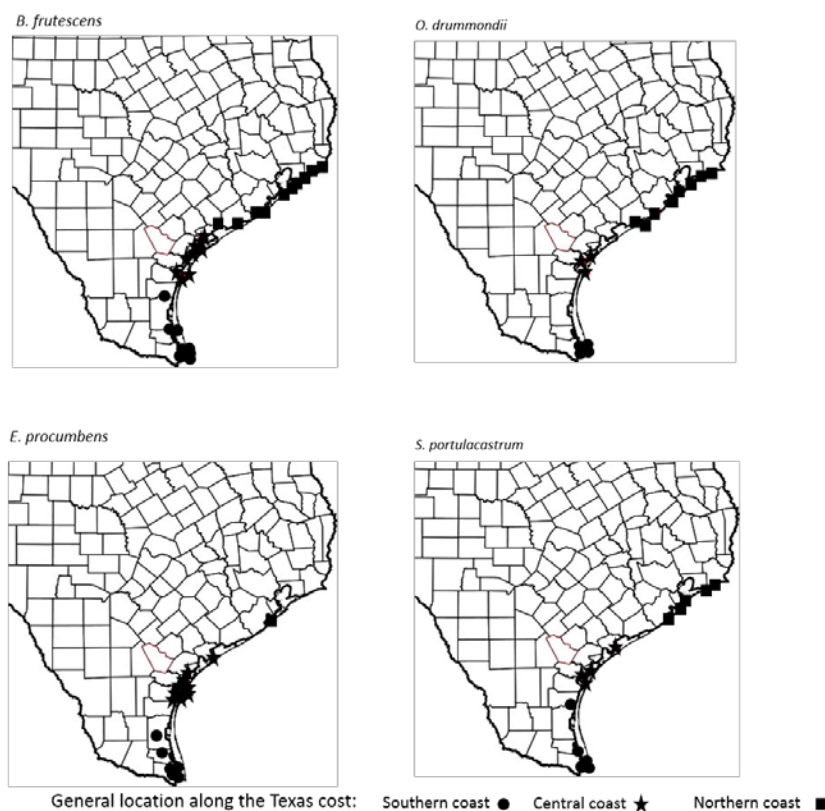 B. frutescens
O. drummondii
E. procumbens
S. portulacastrum
General location along the Texas cost: Southern coast Central coast Northern coast